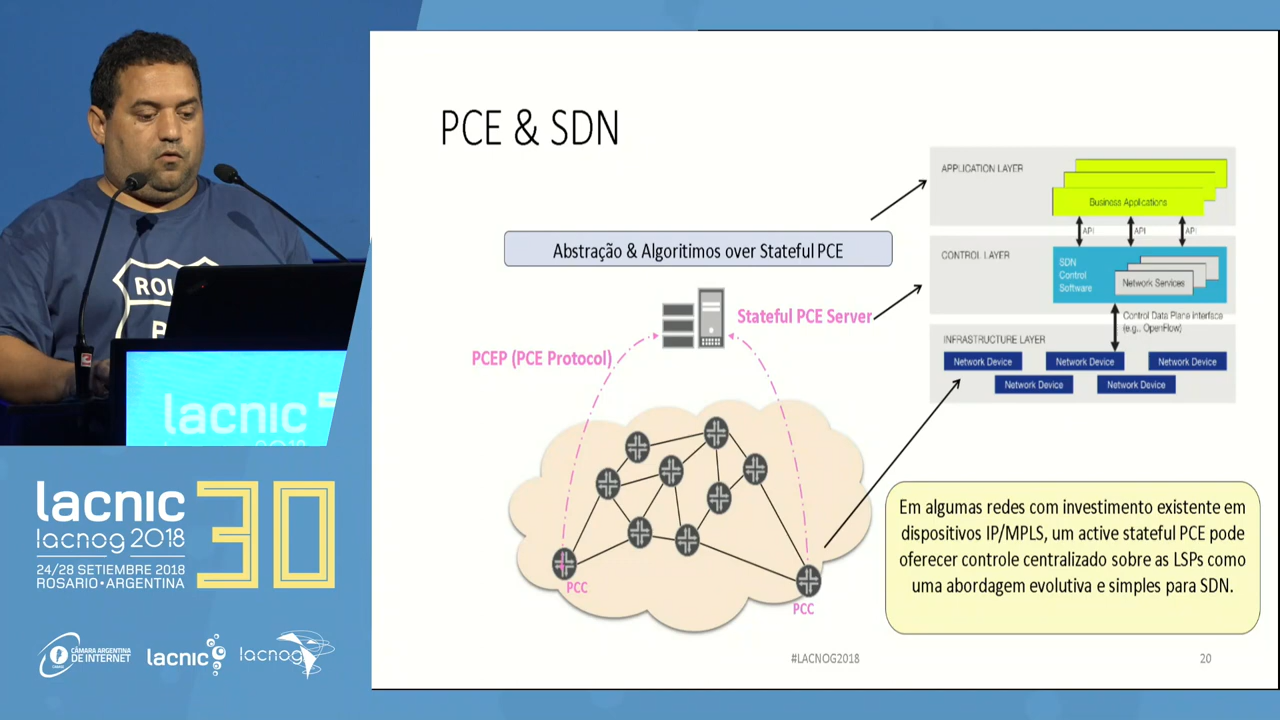 PCE & SDN
APPLICATION LAYER
Business Applications
API
API
API
Abstração & Algoritimos over Stateful PCE
CONTROL LAYER
SDN
Control
Software
Network Services
Stateful PCE Server
Control Data Plane Interface
(e.g., OpenFlow)
PCEP (PCE Protocol)
INFRASTRUCTURE LAYER
Network Device
Network Device
Network Device
Network Device
Network Device
PCC
PCC
Em algumas redes com investimento existente em
dispositivos IP/MPLS, um active stateful PCE pode
oferecer controle centralizado sobre as LSPs como
uma abordagem evolutiva e simples para SDN.
#LACNOG2018
20
lacnic
lacnic 30
lacnog 2018
24/28 SETIEMBRE 2018
ROSARIO•ARGENTINA
CÁMARA ARGENTINA
DE INTERNET
lacnic
lacnog